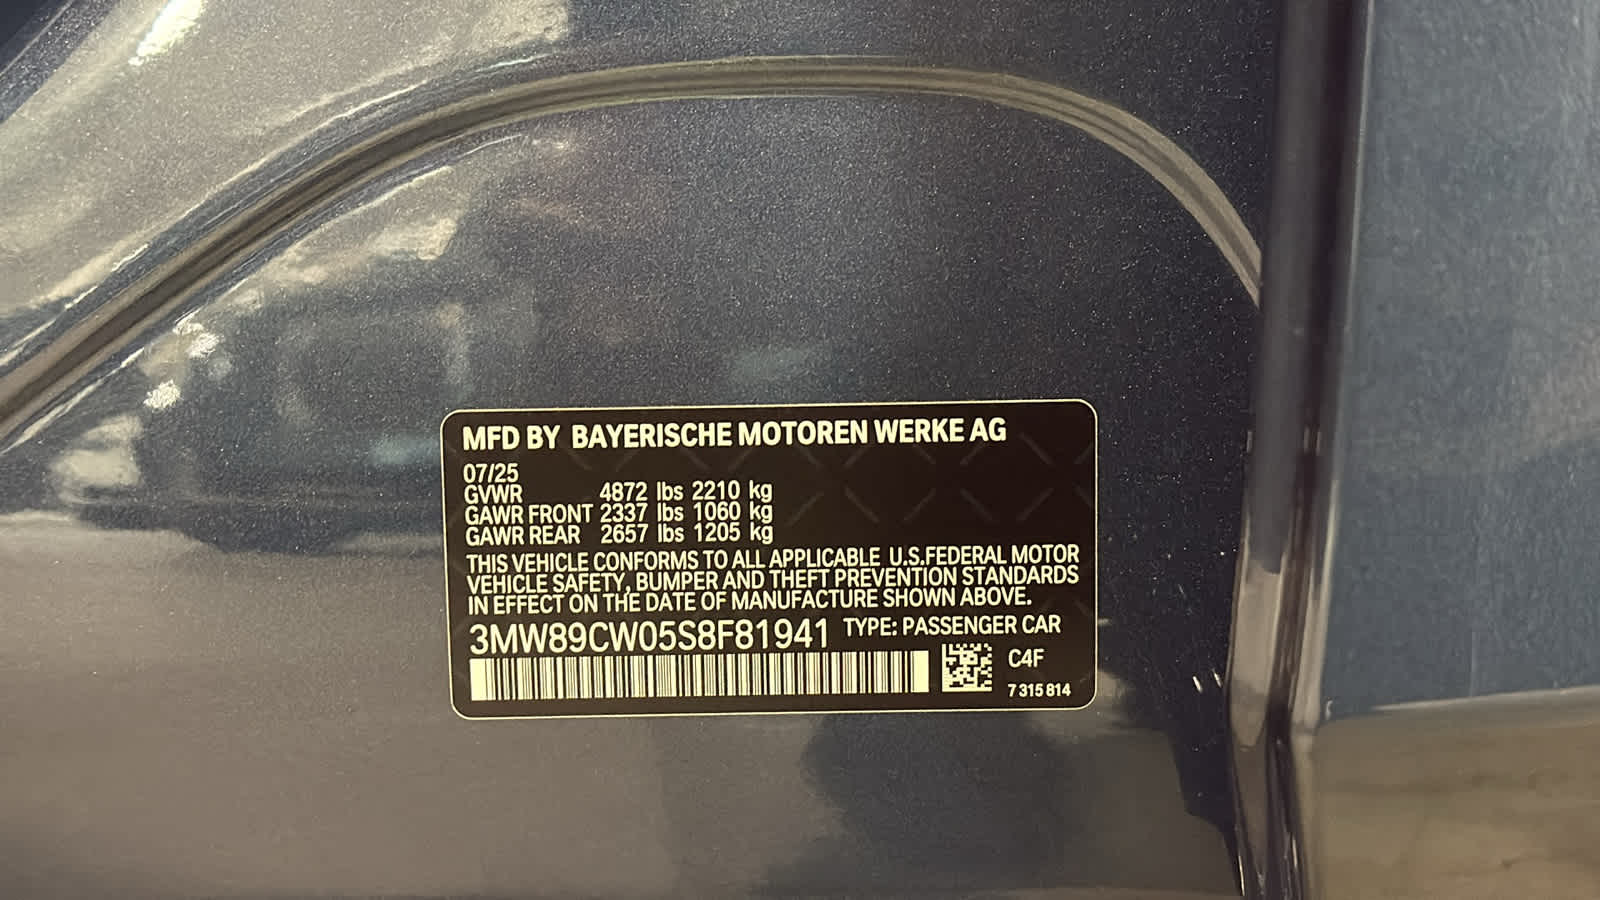 MFD BY BAYERISCHE MOTOREN WERKE AG
07/25
GVWR 4872 lbs 2210 kg
GAWR FRONT 2337 lbs 1060 kg
GAWR REAR 2657 lbs 1205 kg
THIS VEHICLE CONFORMS TO ALL APPLICABLE U.S.FEDERAL MOTOR
VEHICLE SAFETY, BUMPER AND THEFT PREVENTION STANDARDS
IN EFFECT ON THE DATE OF MANUFACTURE SHOWN ABOVE.
3MW89CW05S8F81941 TYPE: PASSENGER CAR
C4F
7 315 814